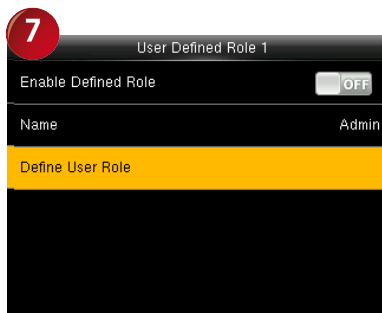 7
User Defined Role 1
Enable Defined Role OFF
Name Admin
Define User Role